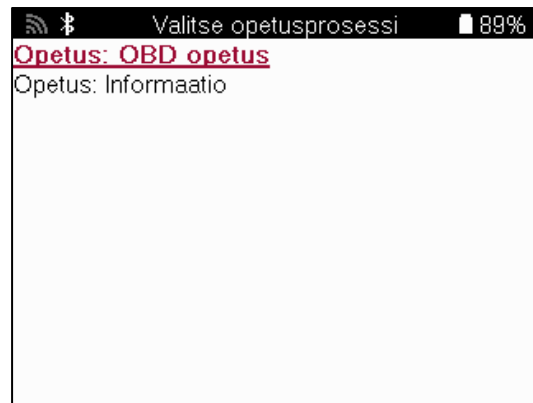 Valitse opetusprosessi 89%
Opetus: OBD opetus
Opetus: Informaatio